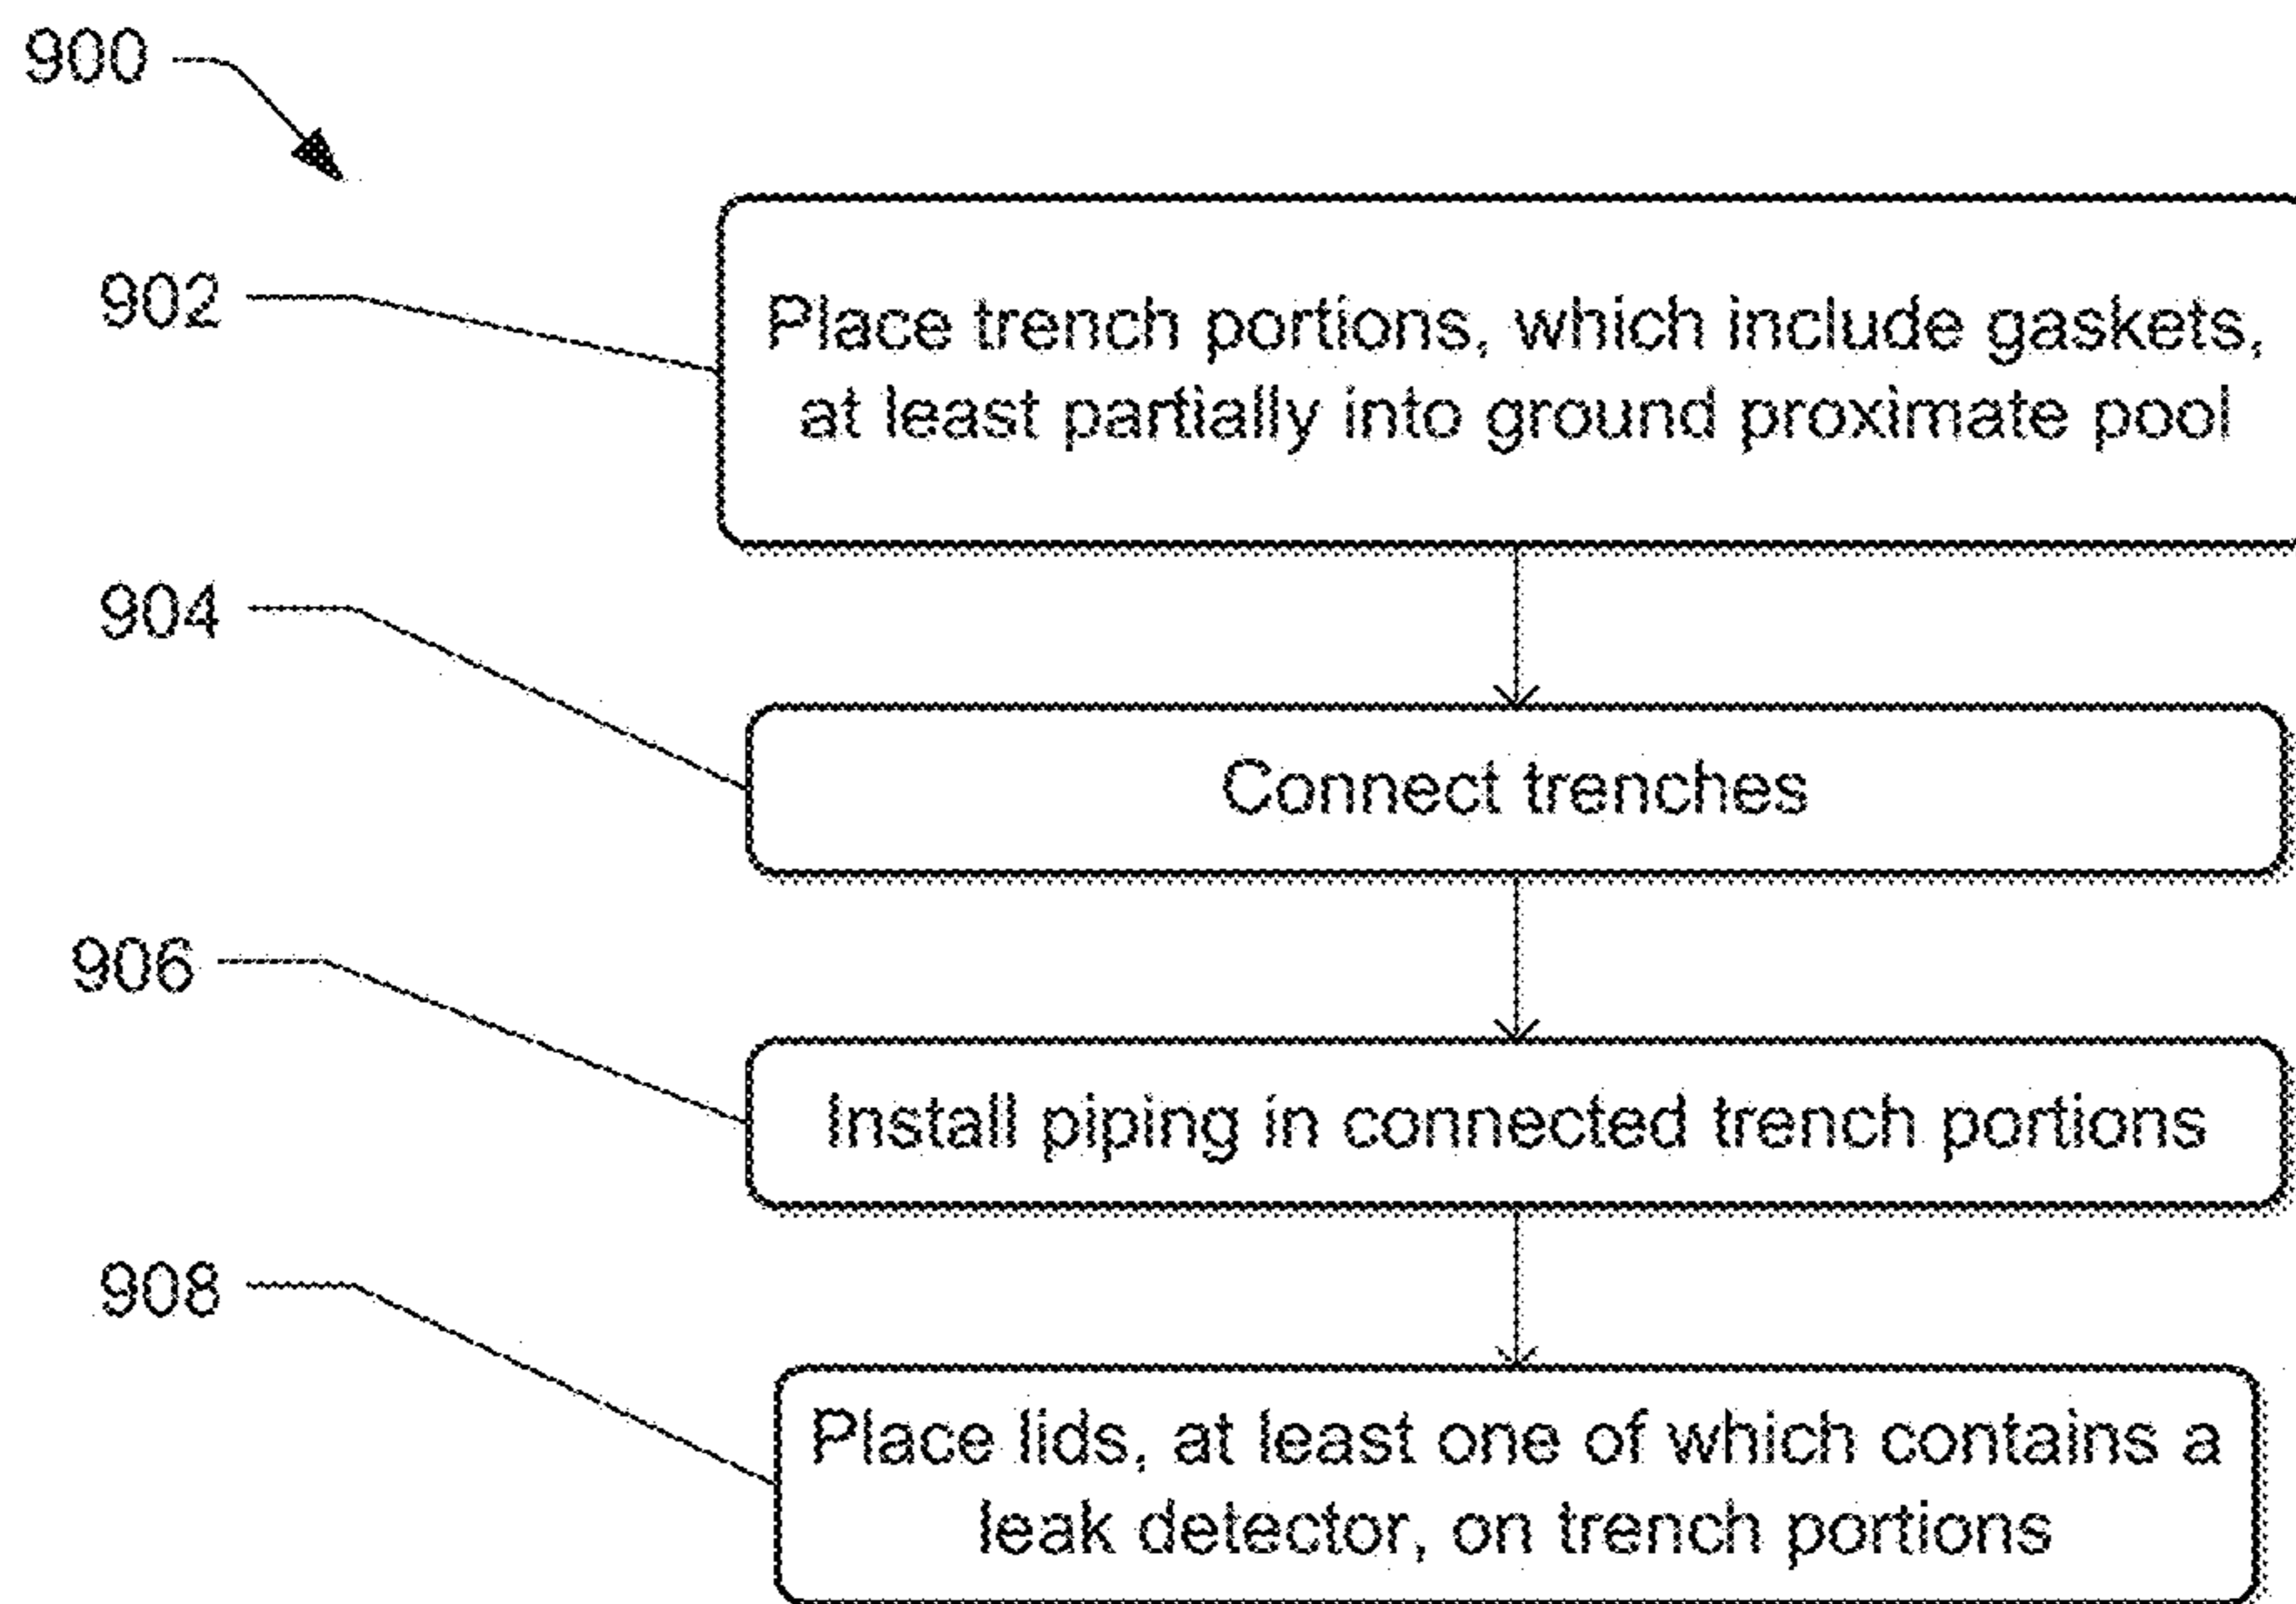 900
902
Place trench portions, which include gaskets,
at least partially into ground proximate pool
904
Connect trenches
906
Install piping in connected trench portions
908
Place lids, at least one of which contains a
leak detector, on trench portions